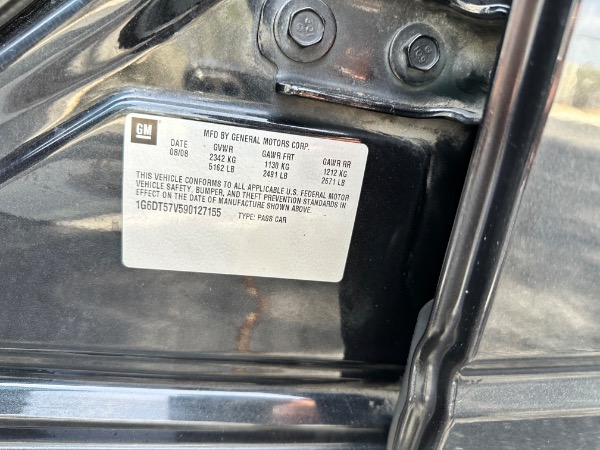 GM
MFD BY GENERAL MOTORS CORP.
DATE GVWR GAWR FRT GAWR RR
08/08 2342 KG 1130 KG 1212 KG
5162 LB 2491 LB 2671 LB
THIS VEHICLE CONFORMS TO ALL APPLICABLE U.S. FEDERAL MOTOR
VEHICLE SAFETY, BUMPER, AND THEFT PREVENTION STANDARDS IN
EFFECT ON THE DATE OF MANUFACTURE SHOWN ABOVE.
1G6DT57V590127155 TYPE: PASS CAR